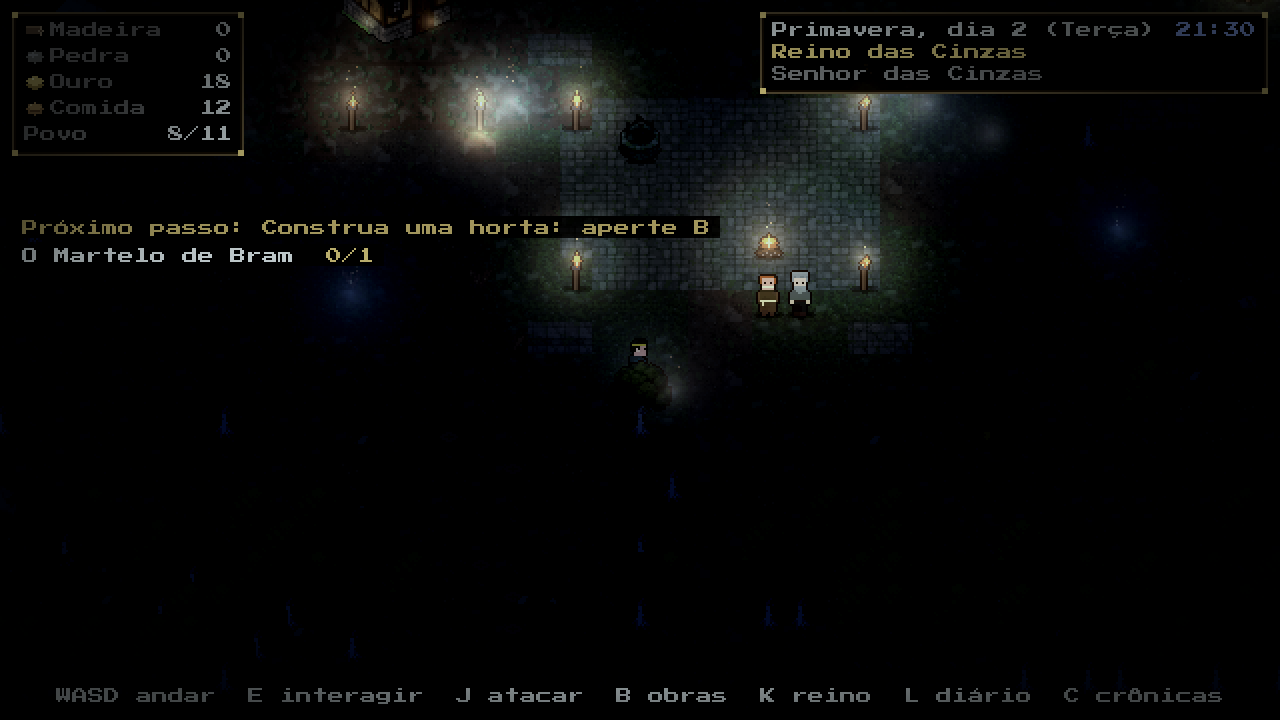 Madeira 0
Pedra 0
Ouro 18
Comida 12
Povo 8/11
Primavera, dia 2 (Terça) 21:30
Reino das Cinzas
Senhor das Cinzas
Próximo passo: Construa uma horta: aperte B
O Martelo de Bram 0/1
WASD andar E interagir J atacar B obras K reino L diário C crônicas